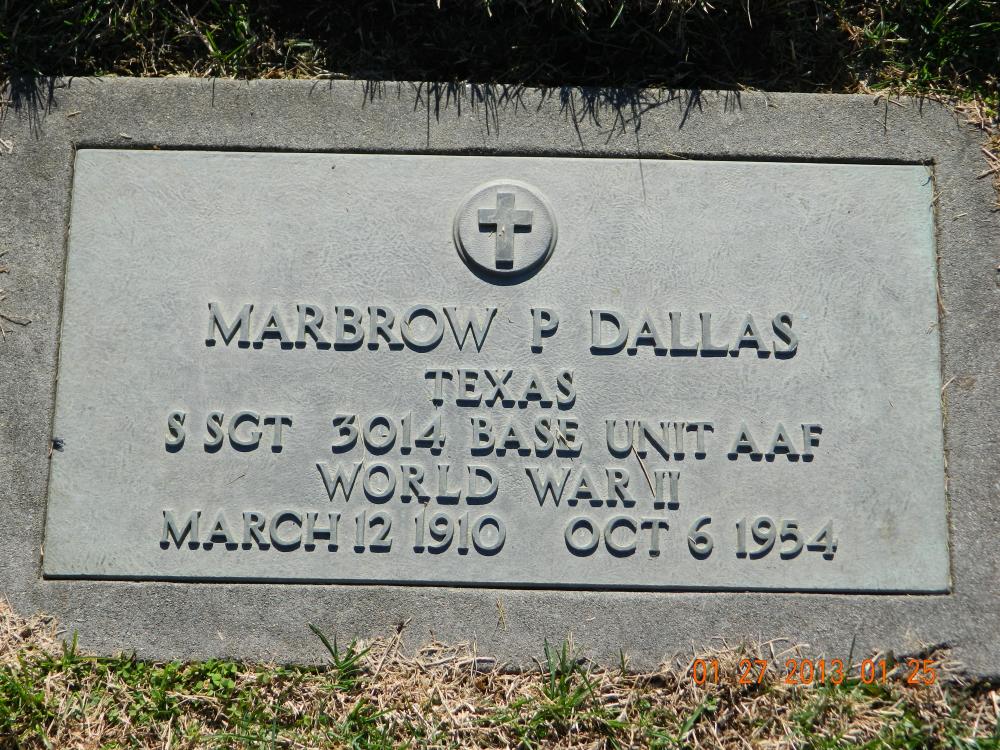 MARBROW P DALLAS
TEXAS
S SGT 3014 BASE UNIT AAF
WORLD WAR II
MARCH 12 1910 OCT 6 1954
01 27 2013 01 25